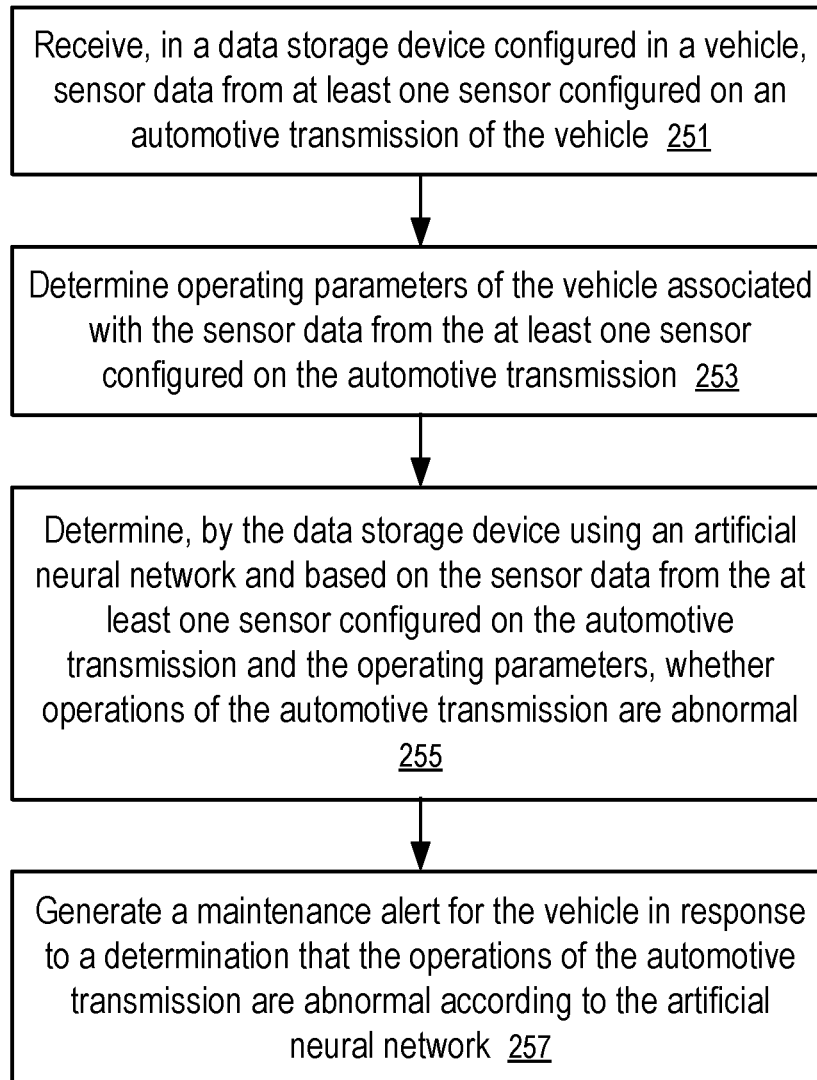 Receive, in a data storage device configured in a vehicle,
sensor data from at least one sensor configured on an
automotive transmission of the vehicle 251
Determine operating parameters of the vehicle associated
with the sensor data from the at least one sensor
configured on the automotive transmission 253
Determine, by the data storage device using an artificial
neural network and based on the sensor data from the at
least one sensor configured on the automotive
transmission and the operating parameters, whether
operations of the automotive transmission are abnormal
255
Generate a maintenance alert for the vehicle in response
to a determination that the operations of the automotive
transmission are abnormal according to the artificial
neural network 257